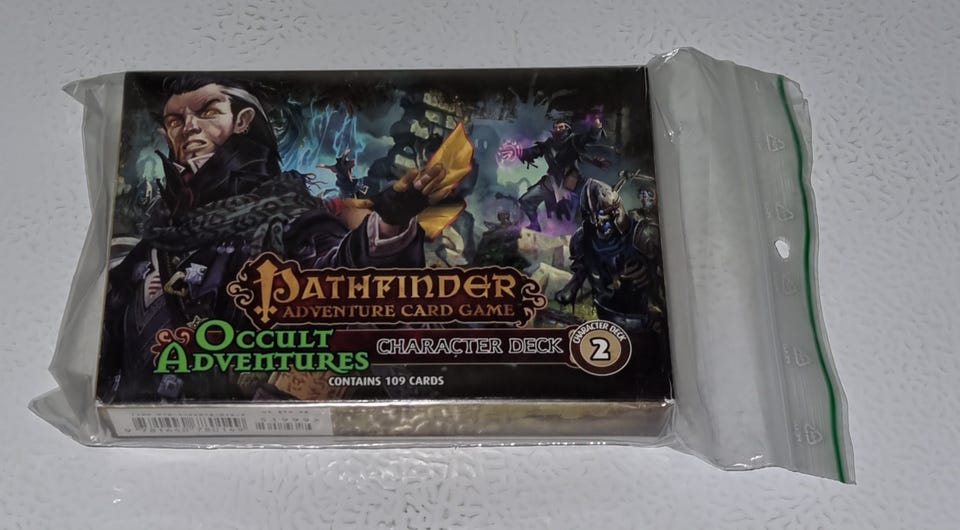 PATHFINDER
ADVENTURE CARD GAME
OCCULT
ADVENTURES
CHARACTER DECK
CHARACTER DECK
2
CONTAINS 109 CARDS